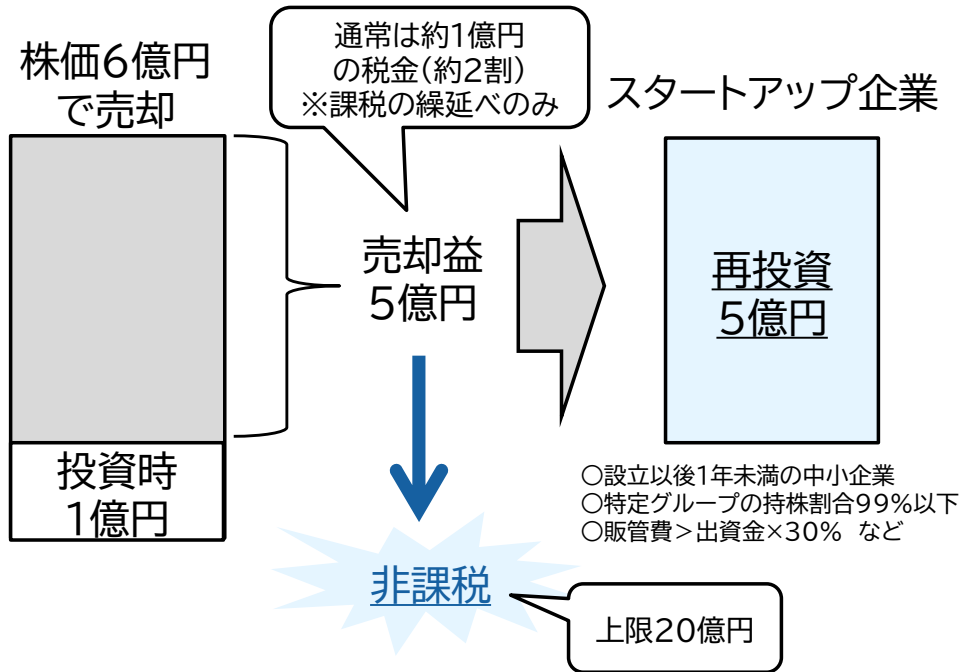 株価6億円
で売却
通常は約1億円
の税金(約2割)
※課税の繰延べのみ
スタートアップ企業
売却益
5億円
再投資
5億円
投資時
1億円
○設立以後1年未満の中小企業
○特定グループの持株割合99%以下
○販管費>出資金×30% など
非課税
上限20億円